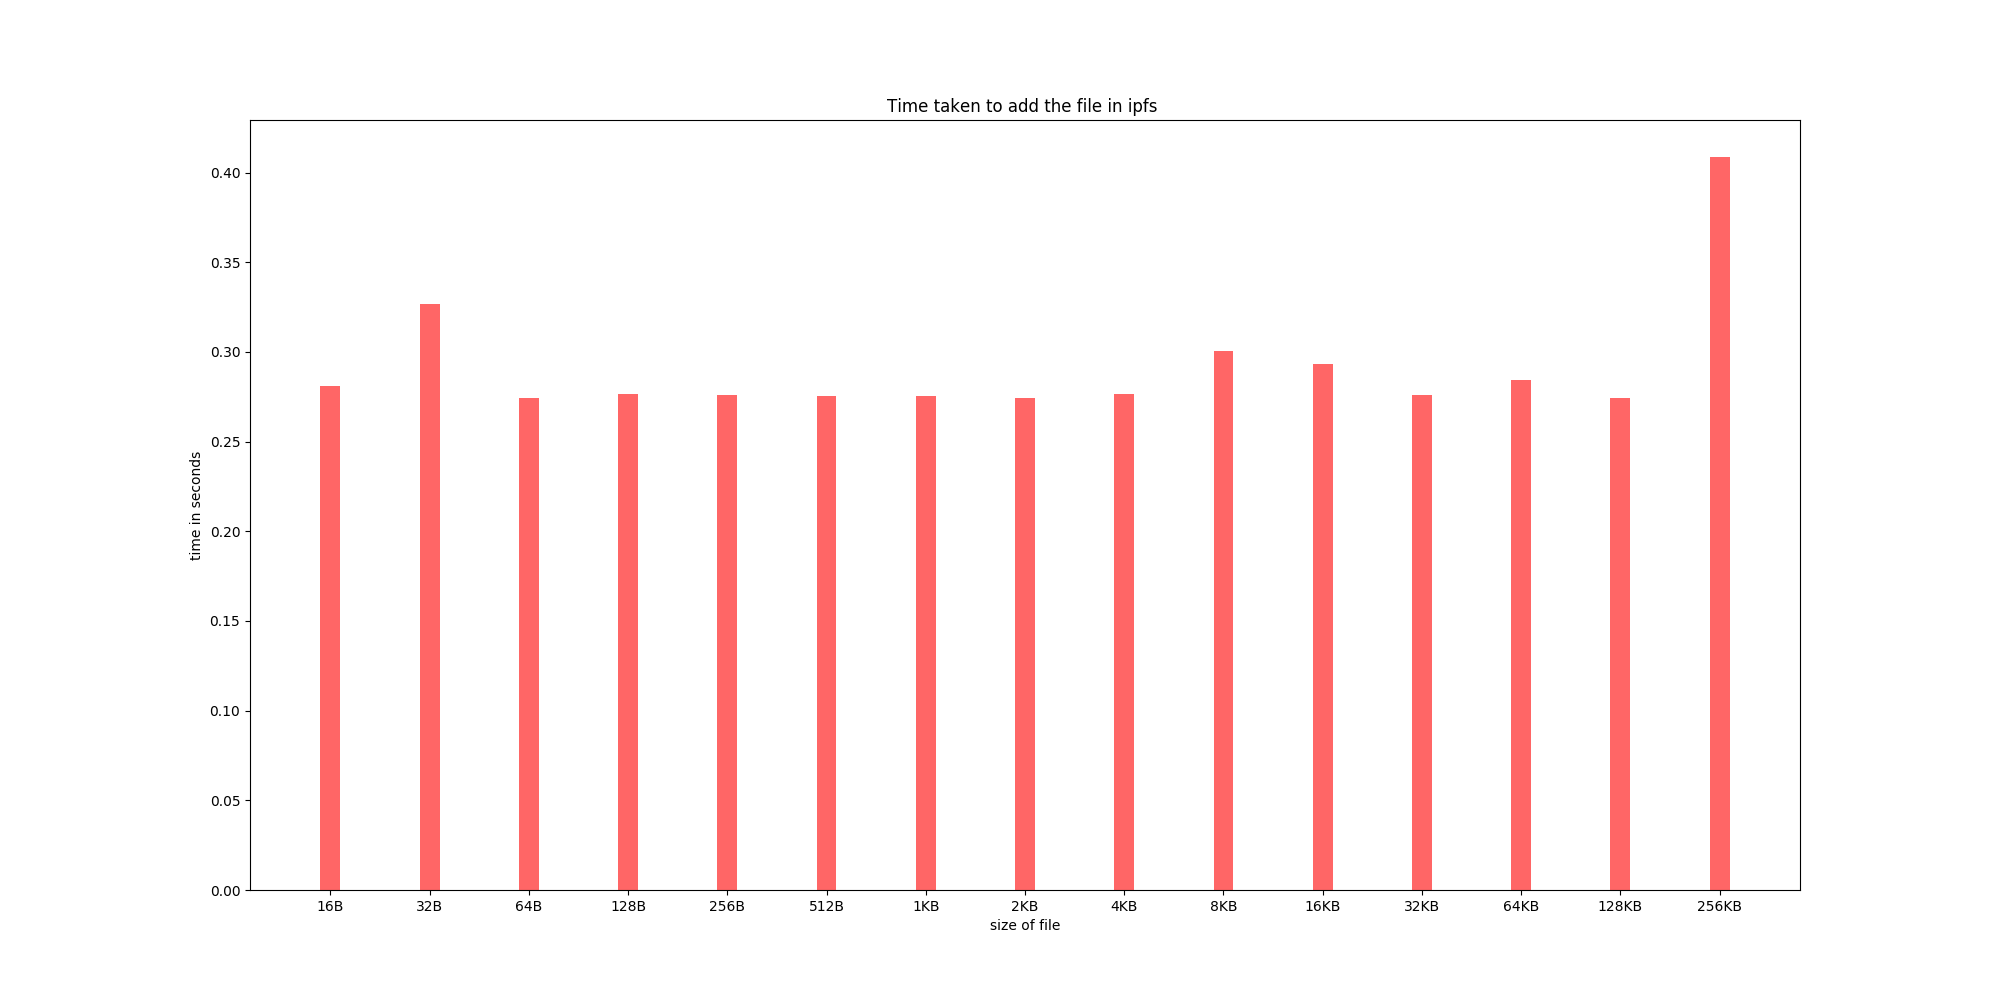 Time taken to add the file in ipfs
0.40
0.35
0.30
0.25
0.20
0.15
0.10
0.05
0.00
time in seconds
16B 32B 64B 128B 256B 512B 1KB 2KB 4KB 8KB 16KB 32KB 64KB 128KB 256KB
size of file